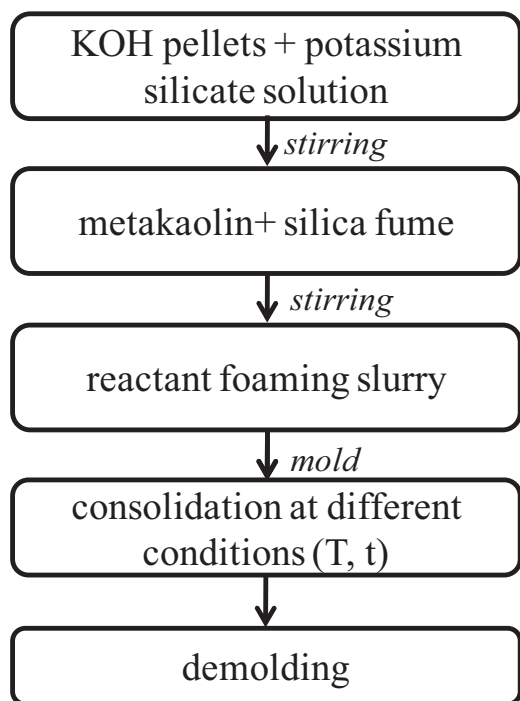 KOH pellets + potassium
silicate solution
stirring
metakaolin+ silica fume
stirring
reactant foaming slurry
mold
consolidation at different
conditions (T, t)
demolding